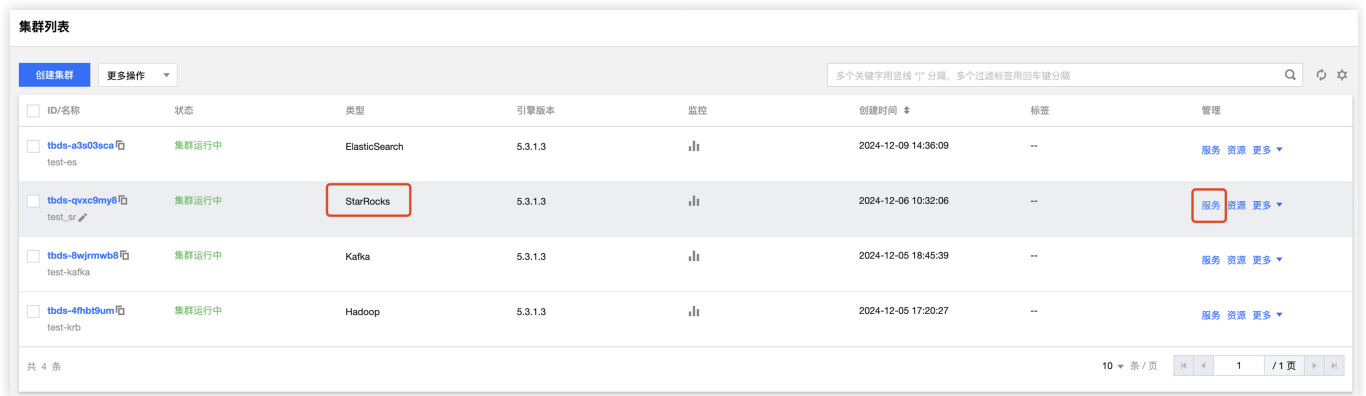 集群列表
创建集群 更多操作 多个关键字用竖线 "|" 分隔，多个过滤标签用回车键分隔
ID/名称 状态 类型 引擎版本 监控 创建时间 标签 管理
tbds-a3s03sca 集群运行中 ElasticSearch 5.3.1.3 2024-12-09 14:36:09 -- 服务 资源 更多
test-es
tbds-qvxc9my8 集群运行中 StarRocks 5.3.1.3 2024-12-06 10:32:06 -- 服务 资源 更多
test_sr
tbds-8wjrmwb8 集群运行中 Kafka 5.3.1.3 2024-12-05 18:45:39 -- 服务 资源 更多
test-kafka
tbds-4fhbt9um 集群运行中 Hadoop 5.3.1.3 2024-12-05 17:20:27 -- 服务 资源 更多
test-krb
共 4 条 10 条 / 页 1 / 1 页